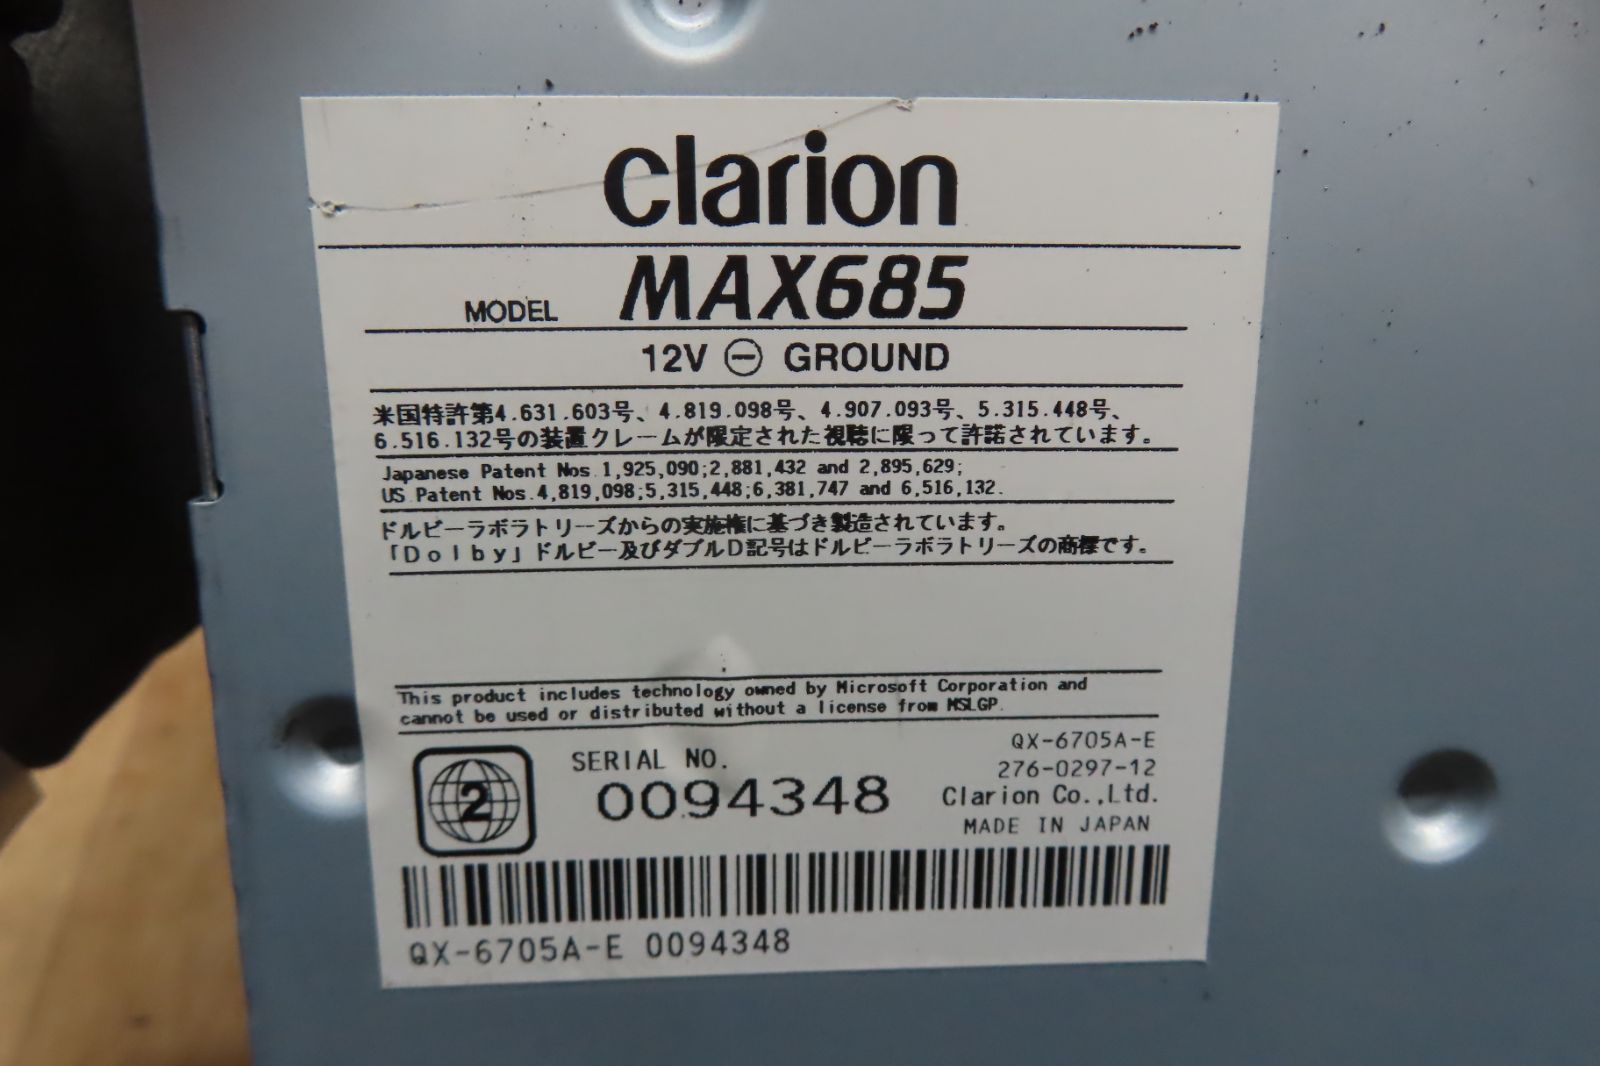 Clarion
MODEL MAX685
12V ⊖ GROUND
米国特許第4.631.603号、4.819.098号、4.907.093号、5.315.448号、
6.516.132号の装置クレームが限定された視聴に限って許諾されています。
Japanese Patent Nos.1,925,090;2,881,432 and 2,895,629;
US Patent Nos.4,819,098;5,315,448;6,381,747 and 6,516,132.
ドルビーラボラトリーズからの実施権に基づき製造されています。
「Dolby」ドルビー及びダブルD記号はドルビーラボラトリーズの商標です。
This product includes technology owned by Microsoft Corporation and
cannot be used or distributed without a license from MSLGP.
2
SERIAL NO.
0094348
QX-6705A-E
276-0297-12
Clarion Co.,Ltd.
MADE IN JAPAN
QX-6705A-E 0094348